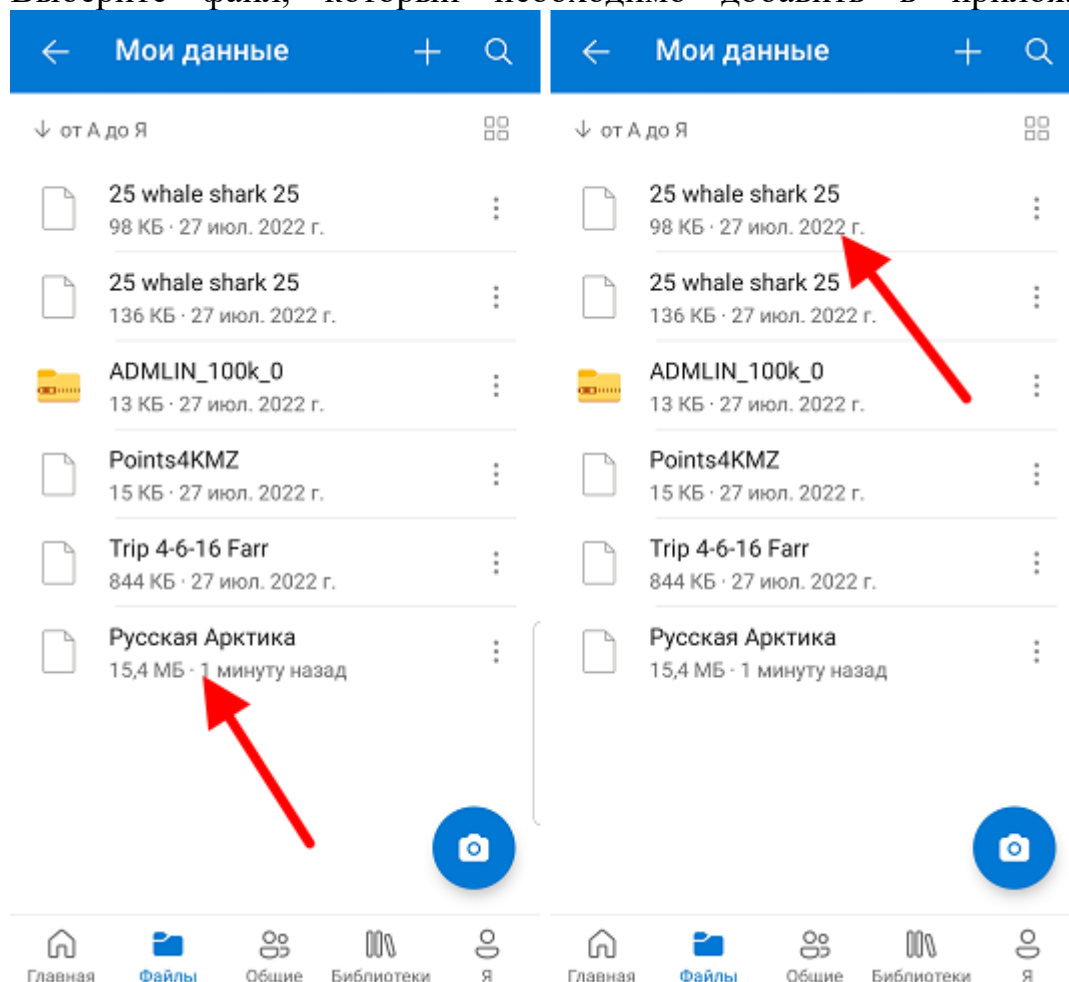 Выберите файл, который необходимо добавить в
Мои данные
от А до Я
25 whale shark 25
98 КБ · 27 июл. 2022 г.
25 whale shark 25
136 КБ · 27 июл. 2022 г.
ADMLIN_100k_0
13 КБ · 27 июл. 2022 г.
Points4KMZ
15 КБ · 27 июл. 2022 г.
Trip 4-6-16 Farr
844 КБ · 27 июл. 2022 г.
Русская Арктика
15,4 МБ · 1 минуту назад
Главная Файлы Общие Библиотеки Я
Мои данные
от А до Я
25 whale shark 25
98 КБ · 27 июл. 2022 г.
25 whale shark 25
136 КБ · 27 июл. 2022 г.
ADMLIN_100k_0
13 КБ · 27 июл. 2022 г.
Points4KMZ
15 КБ · 27 июл. 2022 г.
Trip 4-6-16 Farr
844 КБ · 27 июл. 2022 г.
Русская Арктика
15,4 МБ · 1 минуту назад
Главная Файлы Общие Библиотеки Я